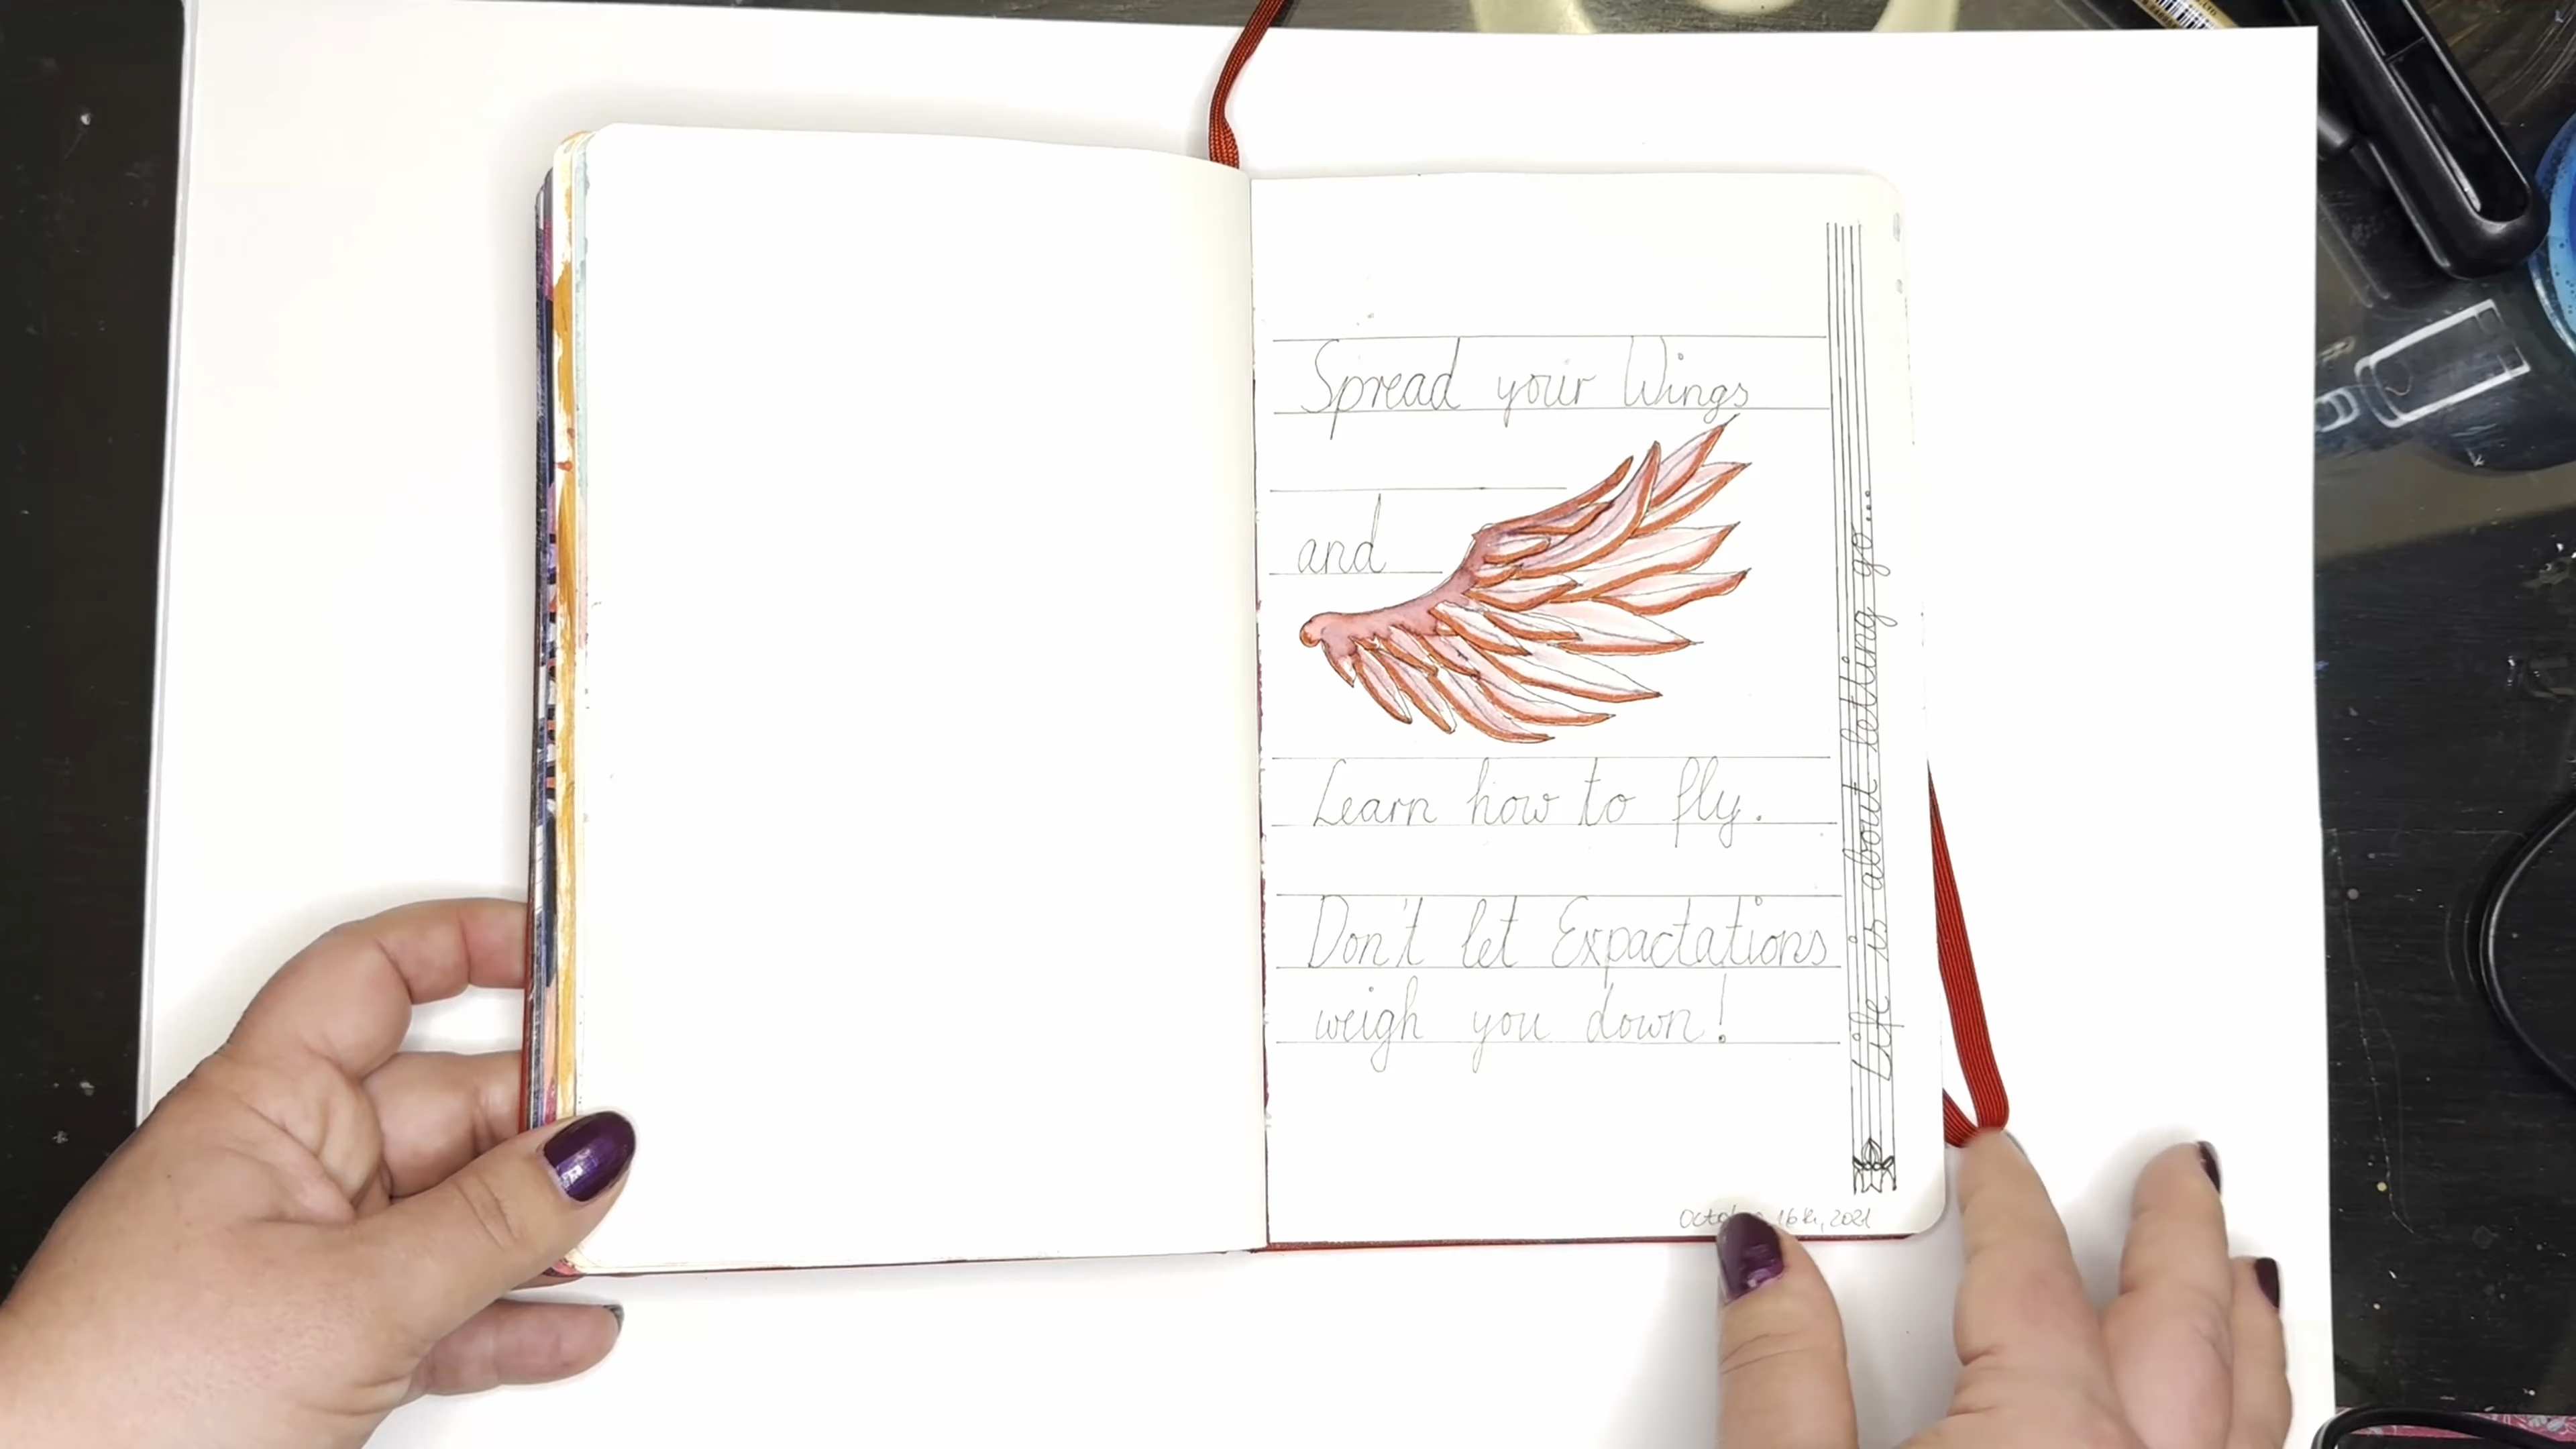 Spread your Wings
and
Learn how to fly.
Don't let Expactations
weigh you down!
Life is about letting go...
16th, 2021